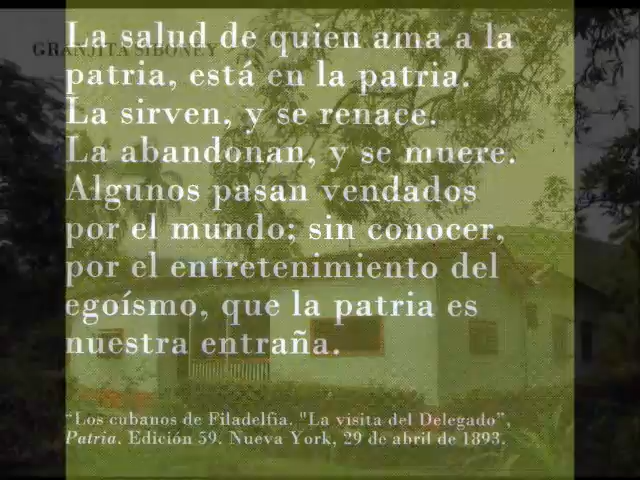 GRANJITA SIBONEY
La salud de quien ama a la
patria, está en la patria.
La sirven, y se renace.
La abandonan, y se muere.
Algunos pasan vendados
por el mundo; sin conocer,
por el entretenimiento del
egoísmo, que la patria es
nuestra entraña.
“Los cubanos de Filadelfia. "La visita del Delegado”,
Patria. Edición 59. Nueva York, 29 de abril de 1893.